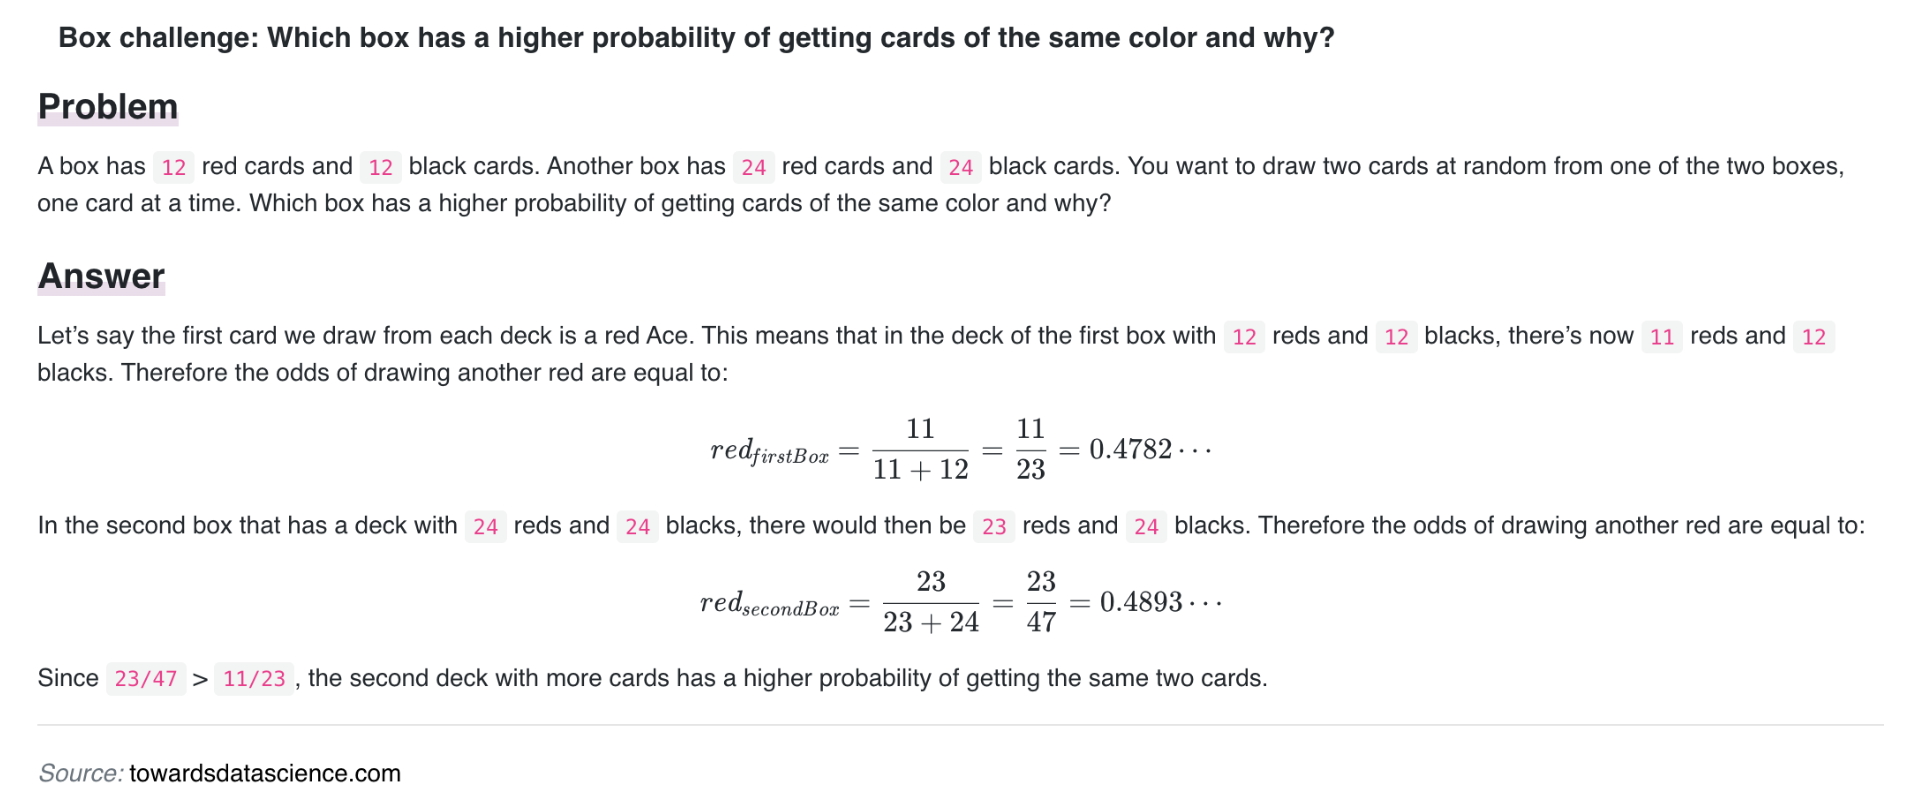 Box challenge: Which box has a higher probability of getting cards of the same color and why?
Problem
A box has 12 red cards and 12 black cards. Another box has 24 red cards and 24 black cards. You want to draw two cards at random from one of the two boxes,
one card at a time. Which box has a higher probability of getting cards of the same color and why?
Answer
Let’s say the first card we draw from each deck is a red Ace. This means that in the deck of the first box with 12 reds and 12 blacks, there’s now 11 reds and 12
blacks. Therefore the odds of drawing another red are equal to:
$red_{firstBox} = \frac{11}{11 + 12} = \frac{11}{23} = 0.4782 \cdots$
In the second box that has a deck with 24 reds and 24 blacks, there would then be 23 reds and 24 blacks. Therefore the odds of drawing another red are equal to:
$red_{secondBox} = \frac{23}{23 + 24} = \frac{23}{47} = 0.4893 \cdots$
Since 23/47 > 11/23 , the second deck with more cards has a higher probability of getting the same two cards.
Source: towardsdatascience.com